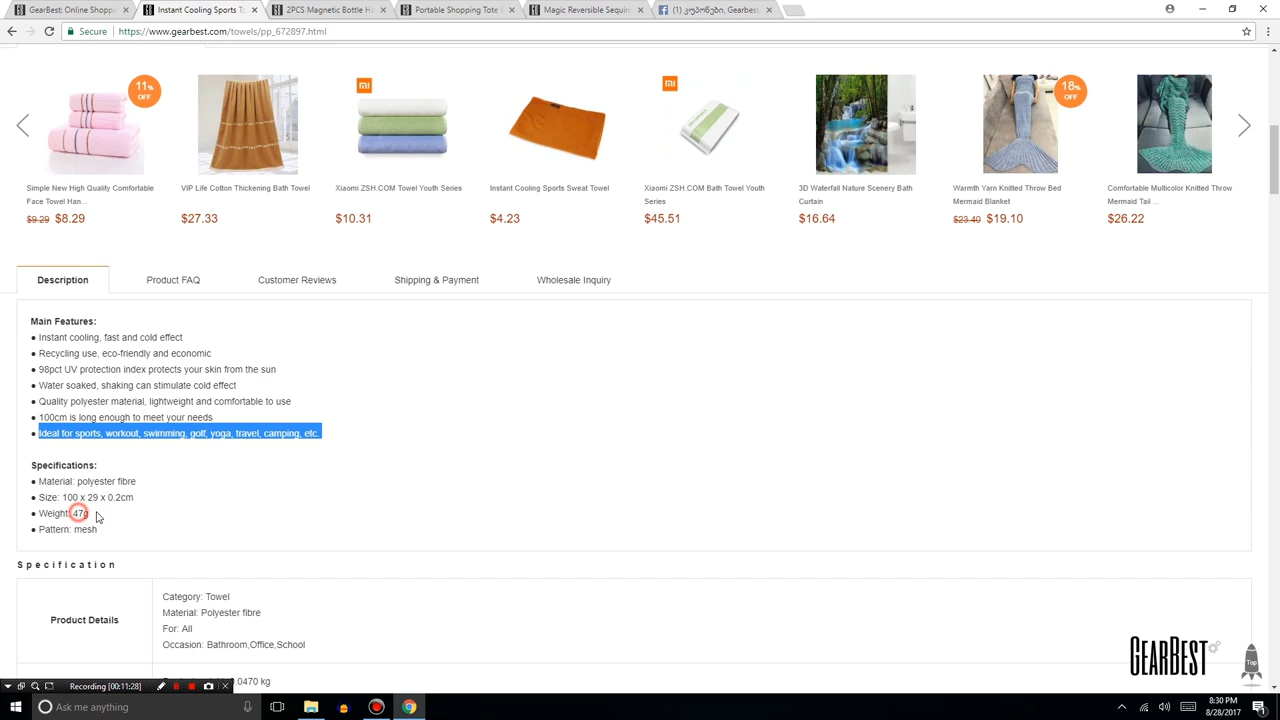 GearBest: Online Shoppi
Instant Cooling Sports To
2PCS Magnetic Bottle Ha
Portable Shopping Tote B
Magic Reversible Sequin
(1) კუპონები, Gearbest
Secure
https://www.gearbest.com/towels/pp_672897.html
11% OFF
18% OFF
Simple New High Quality Comfortable Face Towel Han...
$9.29 $8.29
VIP Life Cotton Thickening Bath Towel
$27.33
Xiaomi ZSH.COM Towel Youth Series
$10.31
Instant Cooling Sports Sweat Towel
$4.23
Xiaomi ZSH.COM Bath Towel Youth Series
$45.51
3D Waterfall Nature Scenery Bath Curtain
$16.64
Warmth Yarn Knitted Throw Bed Mermaid Blanket
$23.40 $19.10
Comfortable Multicolor Knitted Throw Mermaid Tail ...
$26.22
Description
Product FAQ
Customer Reviews
Shipping & Payment
Wholesale Inquiry
Main Features:
● Instant cooling, fast and cold effect
● Recycling use, eco-friendly and economic
● 98pct UV protection index protects your skin from the sun
● Water soaked, shaking can stimulate cold effect
● Quality polyester material, lightweight and comfortable to use
● 100cm is long enough to meet your needs
● Ideal for sports, workout, swimming, golf, yoga, travel, camping, etc.
Specifications:
● Material: polyester fibre
● Size: 100 x 29 x 0.2cm
● Weight: 47g
● Pattern: mesh
Specification
Product Details
Category: Towel
Material: Polyester fibre
For: All
Occasion: Bathroom,Office,School
.0470 kg
GEARBEST
Top
Recording [00:11:28]
Ask me anything
8:30 PM
8/28/2017